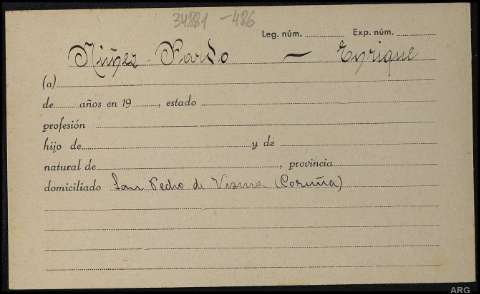 34881 -486
Leg. núm. Exp. núm.
Núñez Pardo — Enrique
(a)
de años en 19 , estado
profesión
hijo de y de
natural de , provincia
domiciliado San Pedro de Visma (Coruña)
ARG